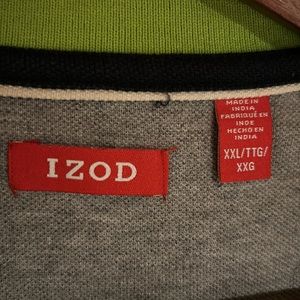 IZOD
MADE IN
INDIA
FABRIQUÉ EN
INDE
HECHO EN
INDIA
XXL/TTG/
XXG